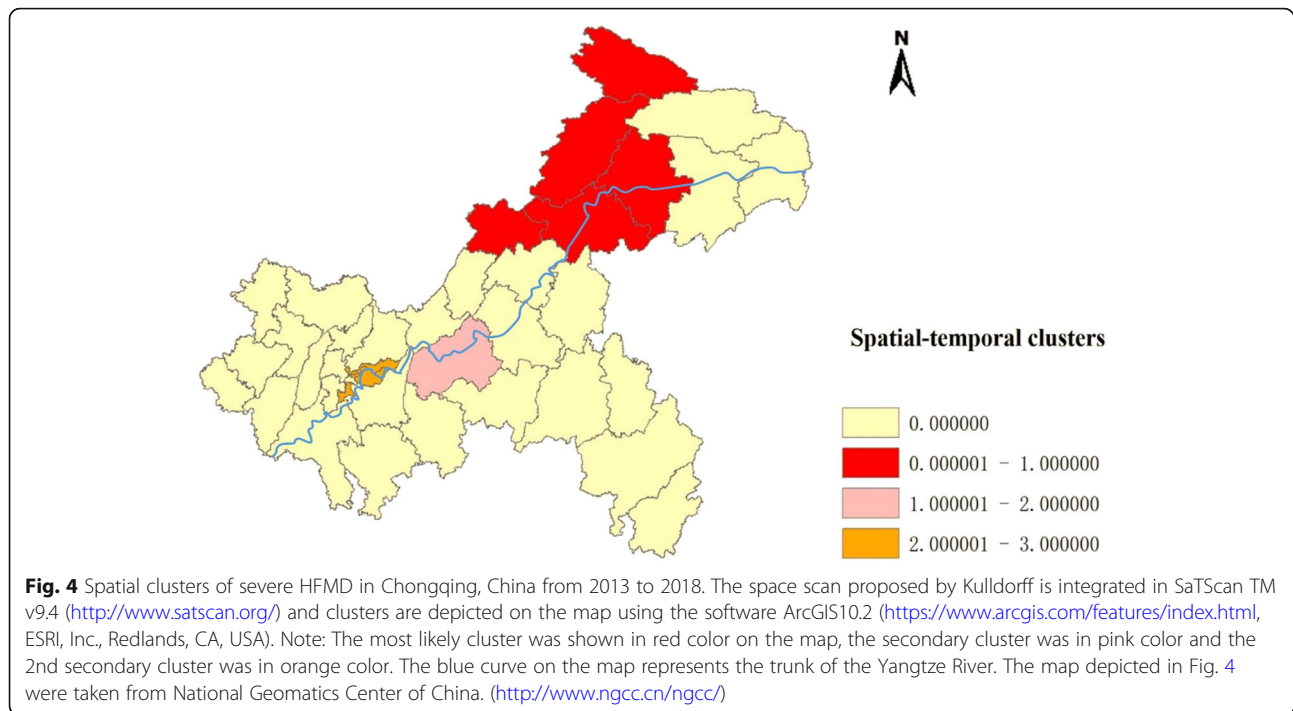 N
Spatial-temporal clusters
0. 000000
0. 000001 - 1. 000000
1. 000001 - 2. 000000
2. 000001 - 3. 000000
Fig. 4 Spatial clusters of severe HFMD in Chongqing, China from 2013 to 2018. The space scan proposed by Kulldorff is integrated in SaTScan TM
v9.4 (http://www.satscan.org/) and clusters are depicted on the map using the software ArcGIS10.2 (https://www.arcgis.com/features/index.html,
ESRI, Inc., Redlands, CA, USA). Note: The most likely cluster was shown in red color on the map, the secondary cluster was in pink color and the
2nd secondary cluster was in orange color. The blue curve on the map represents the trunk of the Yangtze River. The map depicted in Fig. 4
were taken from National Geomatics Center of China. (http://www.ngcc.cn/ngcc/)